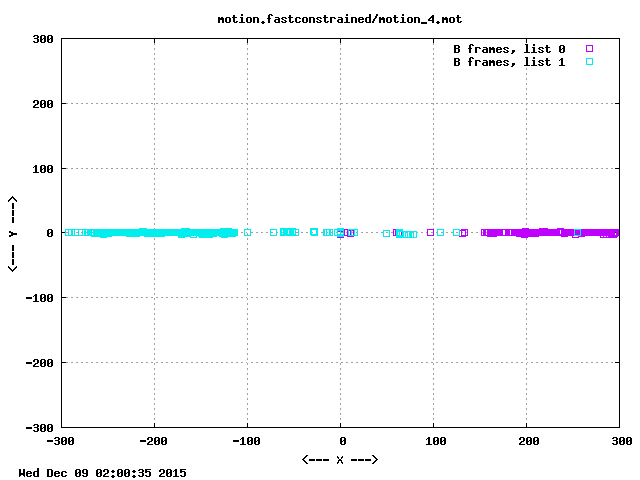 motion.fastconstrained/motion_4.mot
B frames, list 0
B frames, list 1
300
200
100
0
-100
-200
-300
<--- Y --->
-300 -200 -100 0 100 200 300
<--- X --->
Wed Dec 09 02:00:35 2015